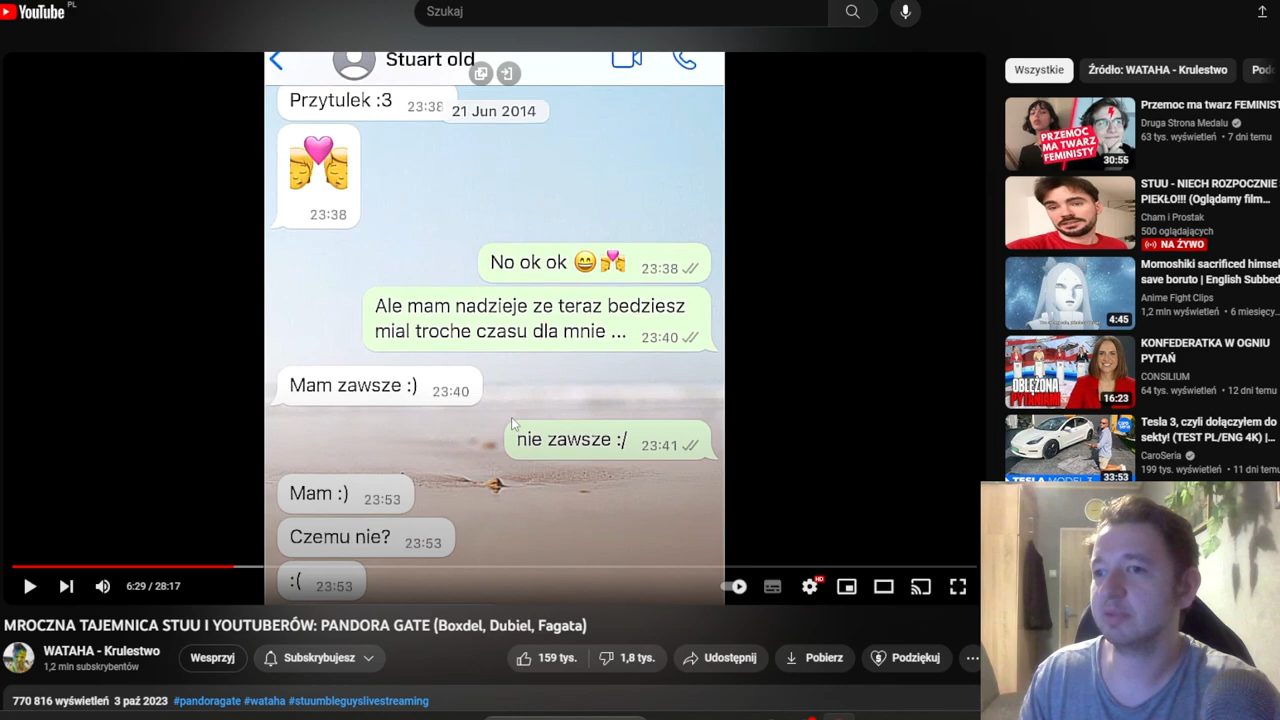 YouTube PL
Szukaj
Stuart old
Przytulek :3 23:38
21 Jun 2014
23:38
No ok ok 23:38
Ale mam nadzieje ze teraz bedziesz
mial troche czasu dla mnie ... 23:40
Mam zawsze :) 23:40
nie zawsze :/ 23:41
Mam :) 23:53
Czemu nie? 23:53
:( 23:53
6:29 / 28:17
HD
MROCZNA TAJEMNICA STUU I YOUTUBERÓW: PANDORA GATE (Boxdel, Dubiel, Fagata)
WATAHA - Krulestwo
1,2 mln subskrybentów
Wesprzyj
Subskrybujesz
159 tys.
1,8 tys.
Udostępnij
Pobierz
Podziękuj
770 816 wyświetleń 3 paź 2023 #pandoragate #wataha #stuumbleguyslivestreaming
Wszystkie
Źródło: WATAHA - Krulestwo
PRZEMOC
MA TWARZ
FEMINISTY
30:55
Przemoc ma twarz FEMINIST
Druga Strona Medalu
63 tys. wyświetleń • 7 dni temu
STUU - NIECH ROZPOCZNIE
PIEKŁO!!! (Oglądamy film...
Cham i Prostak
500 oglądających
NA ŻYWO
4:45
Momoshiki sacrificed himsel
save boruto | English Subbed
Anime Fight Clips
1,2 mln wyświetleń • 6 miesięcy...
OBLĘŻONA
PYTANIAMI
16:23
KONFEDERATKA W OGNIU
PYTAŃ
CONSILIUM
64 tys. wyświetleń • 12 dni temu
TESLA MODEL 3
33:53
Tesla 3, czyli dołączyłem do
sekty! (TEST PL/ENG 4K) |...
CaroSeria
199 tys. wyświetleń • 11 dni temu